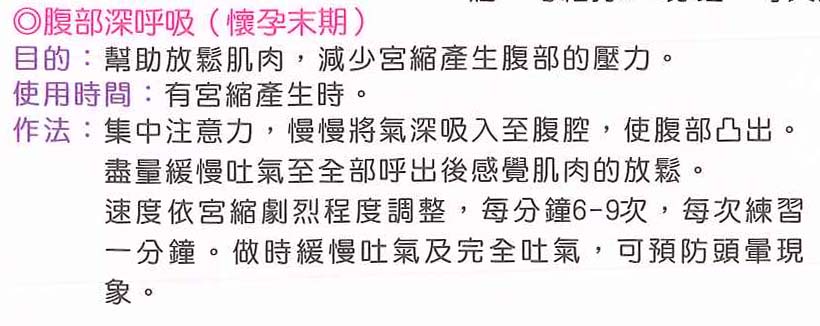 ◎腹部深呼吸（懷孕末期）
目的：幫助放鬆肌肉，減少宮縮產生腹部的壓力。
使用時間：有宮縮產生時。
作法：集中注意力，慢慢將氣深吸入至腹腔，使腹部凸出。
盡量緩慢吐氣至全部呼出後感覺肌肉的放鬆。
速度依宮縮劇烈程度調整，每分鐘6-9次，每次練習
一分鐘。做時緩慢吐氣及完全吐氣，可預防頭暈現
象。